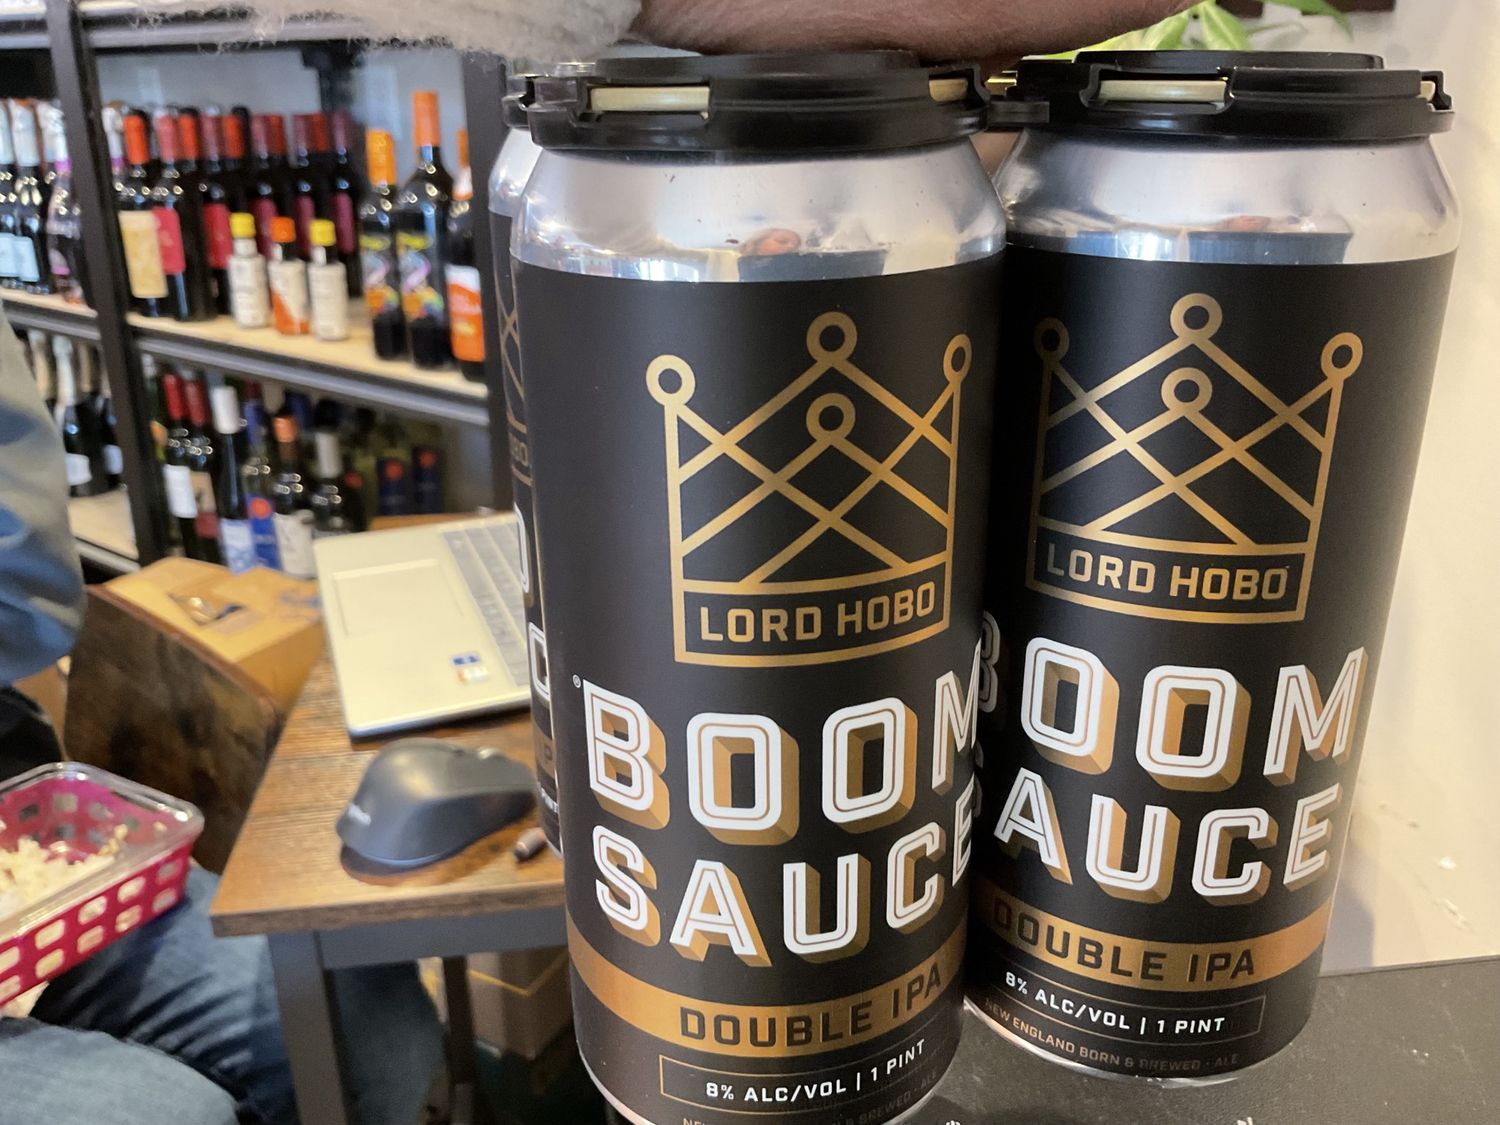 LORD HOBO
BOOM
SAUCE
DOUBLE IPA
8% ALC/VOL | 1 PINT
LORD HOBO
BOOM
SAUCE
DOUBLE IPA
8% ALC/VOL | 1 PINT
NEW ENGLAND BORN & BREWED · ALE